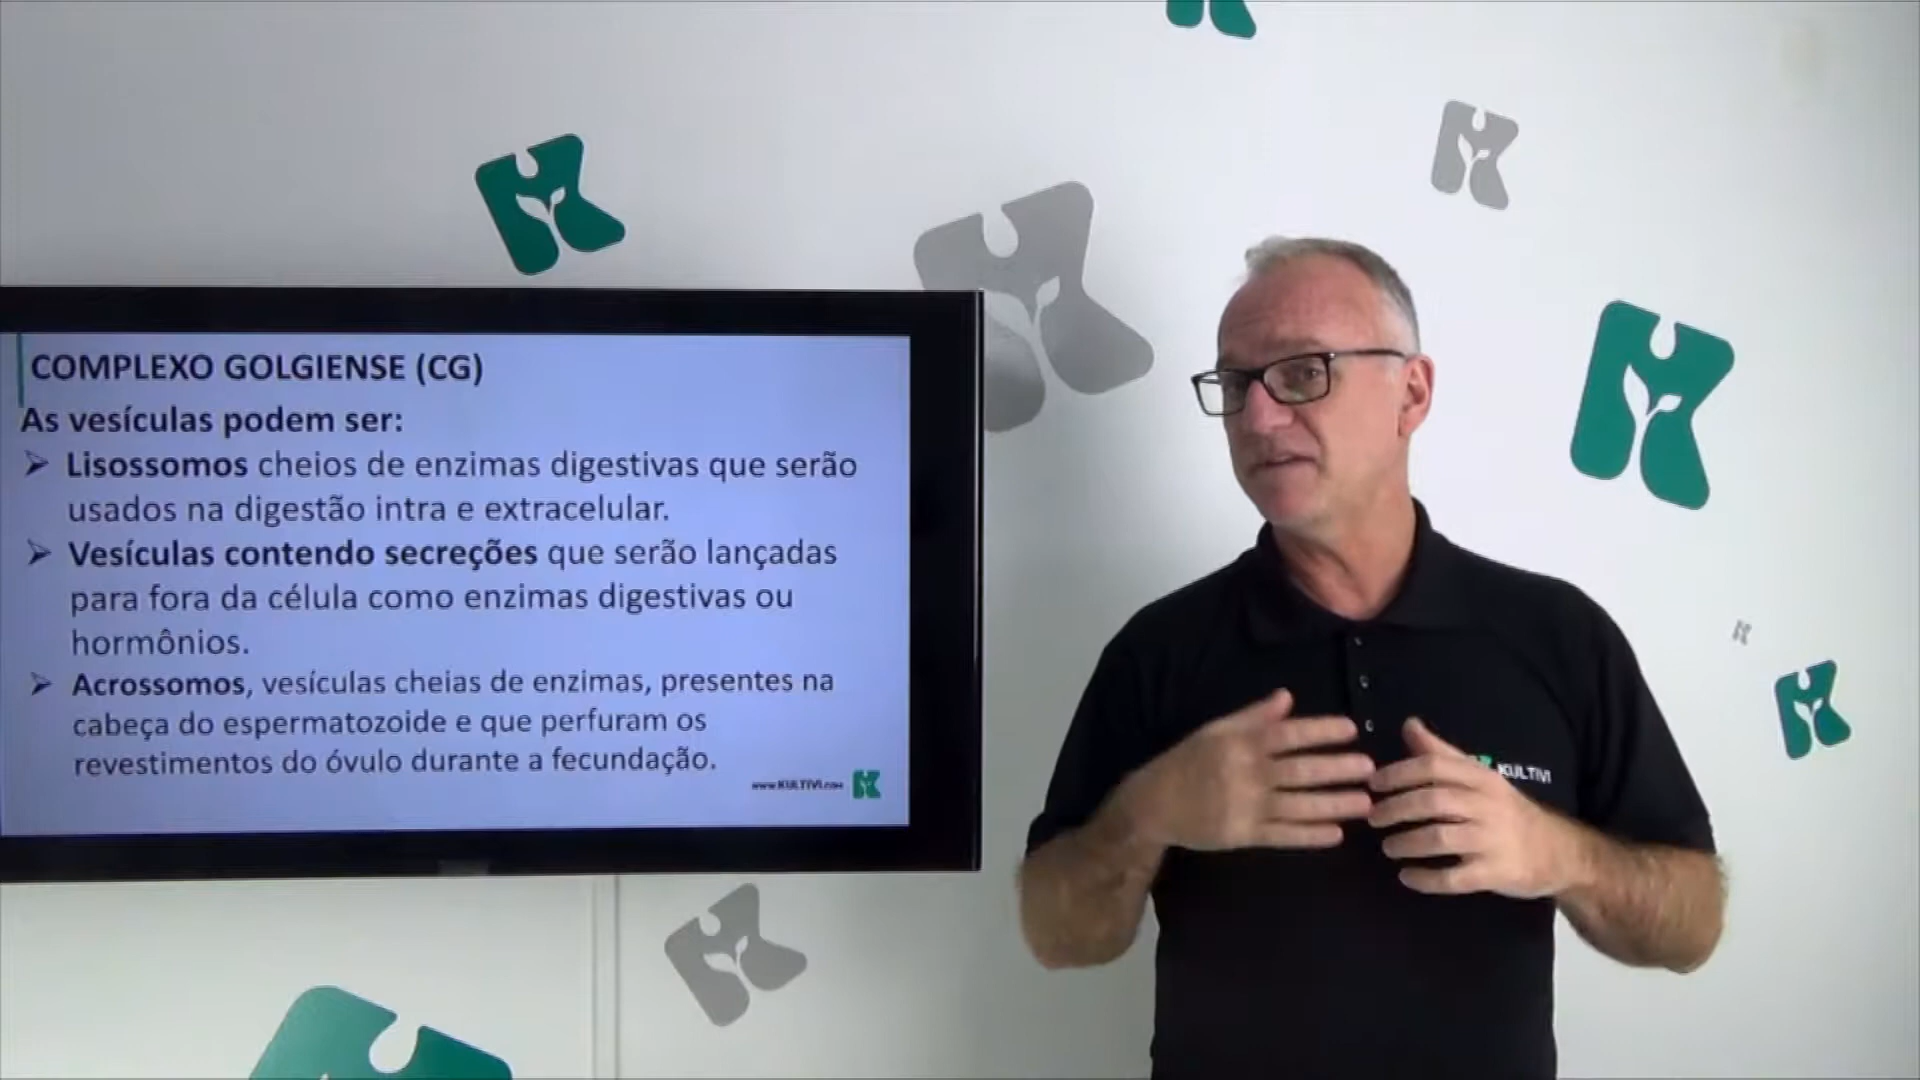 COMPLEXO GOLGIENSE (CG)
As vesículas podem ser:
➢ Lisossomos cheios de enzimas digestivas que serão
usados na digestão intra e extracelular.
➢ Vesículas contendo secreções que serão lançadas
para fora da célula como enzimas digestivas ou
hormônios.
➢ Acrossomos, vesículas cheias de enzimas, presentes na
cabeça do espermatozoide e que perfuram os
revestimentos do óvulo durante a fecundação.
www.KULTIVI.com
KULTIVI